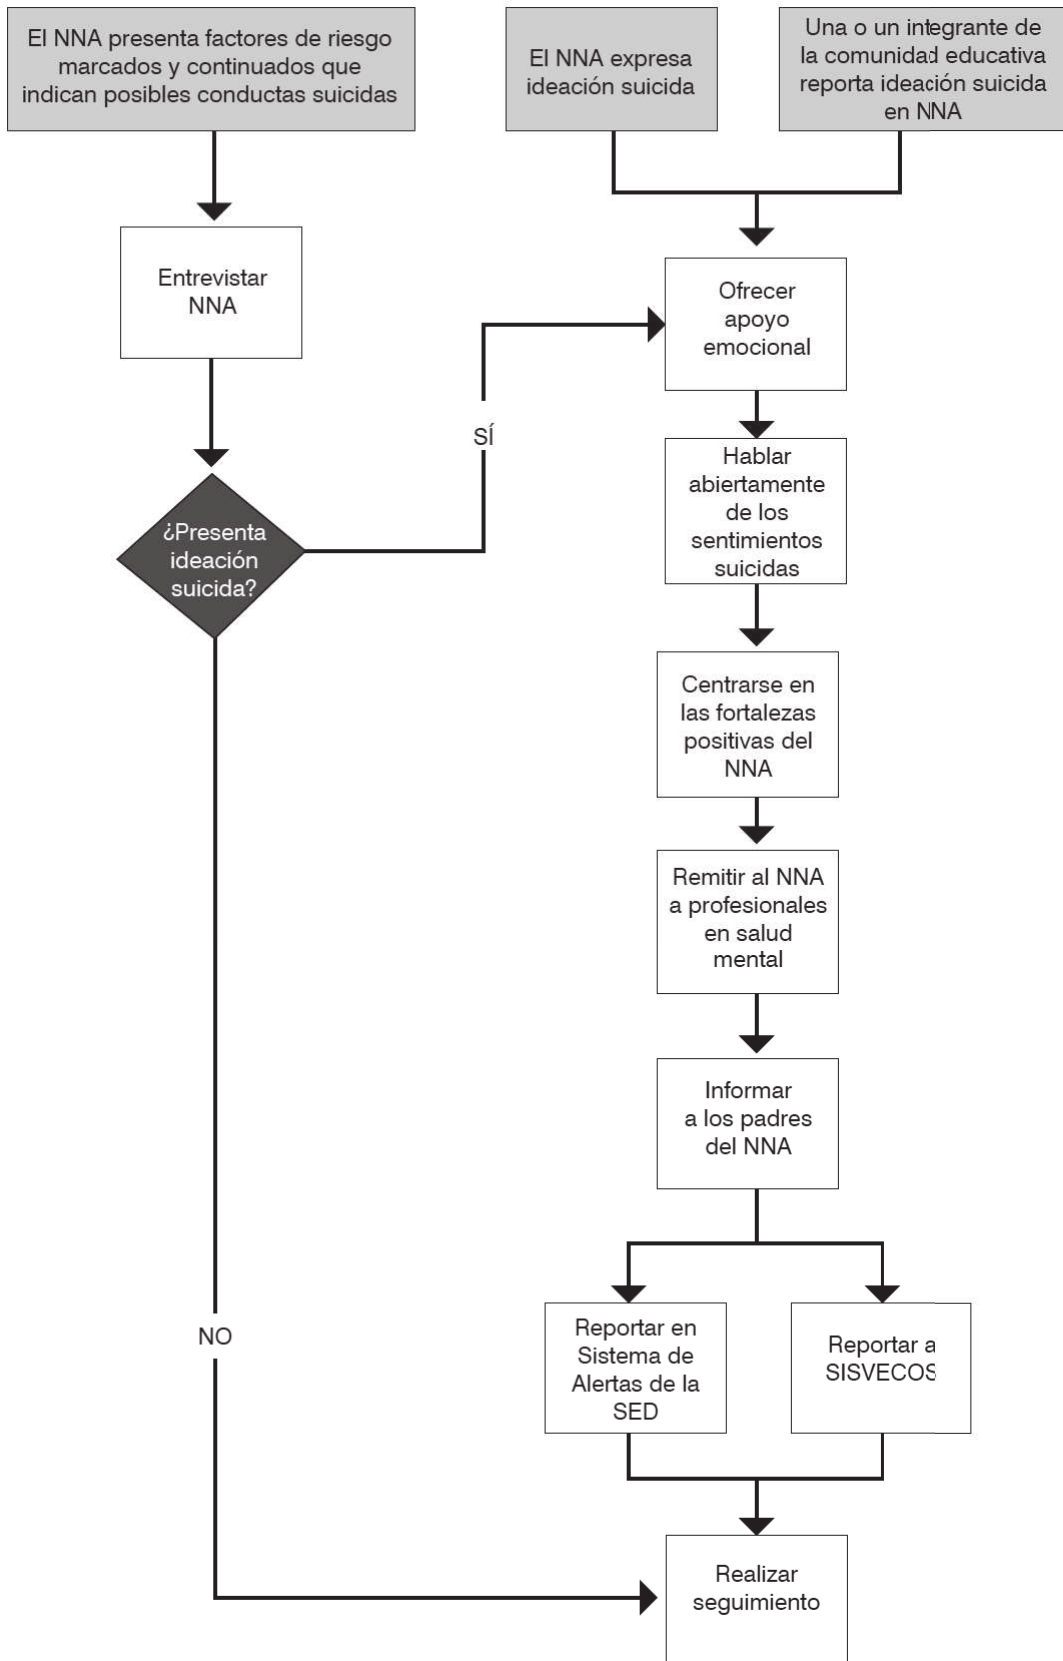 El NNA presenta factores de riesgo
marcados y continuados que
indican posibles conductas suicidas
El NNA expresa
ideación suicida
Una o un integrante de
la comunidad educativa
reporta ideación suicida
en NNA
Entrevistar
NNA
Ofrecer
apoyo
emocional
SÍ
Hablar
abiertamente
de los
sentimientos
suicidas
¿Presenta
ideación
suicida?
Centrarse en
las fortalezas
positivas del
NNA
Remitir al NNA
a profesionales
en salud
mental
Informar
a los padres
del NNA
NO
Reportar en
Sistema de
Alertas de la
SED
Reportar a
SISVECOS
Realizar
seguimiento